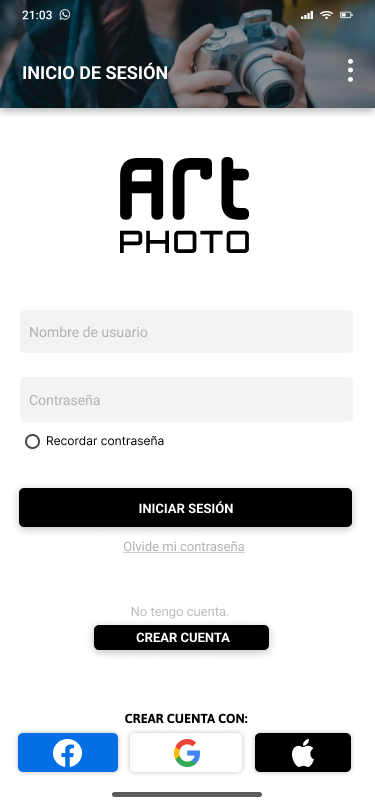 21:03
INICIO DE SESIÓN
Art
PHOTO
Nombre de usuario
Contraseña
Recordar contraseña
INICIAR SESIÓN
Olvide mi contraseña
No tengo cuenta.
CREAR CUENTA
CREAR CUENTA CON: